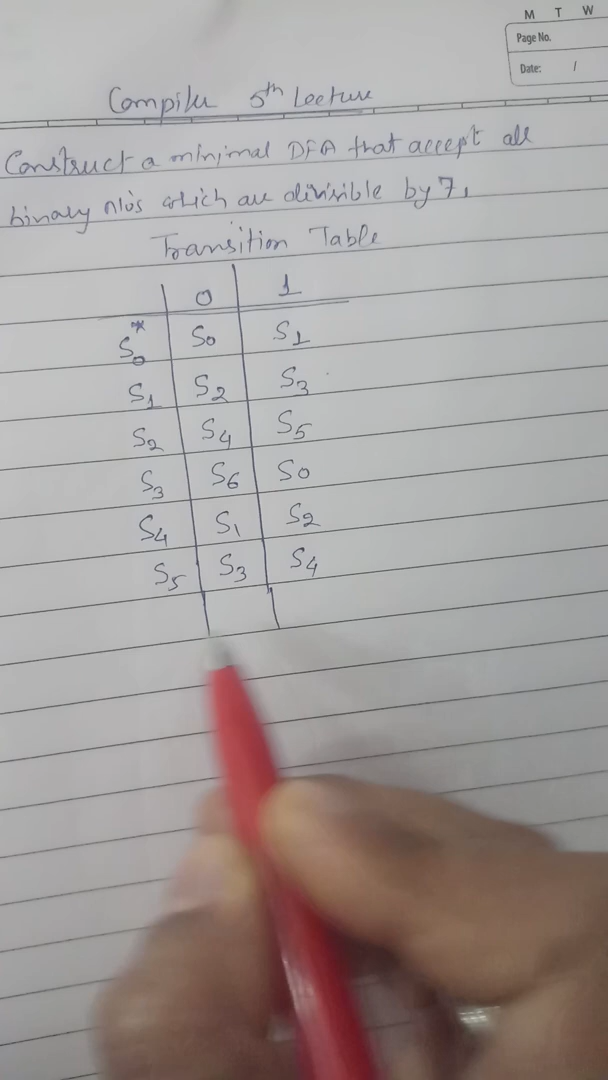 M T W
Page No.
Date: /
Compiler 5th Lecture
Construct a minimal DFA that accept all
binary no's which are divisible by 7.
Transition Table
0 1
S0* S0 S1
S1 S2 S3
S2 S4 S5
S3 S6 S0
S4 S1 S2
S5 S3 S4